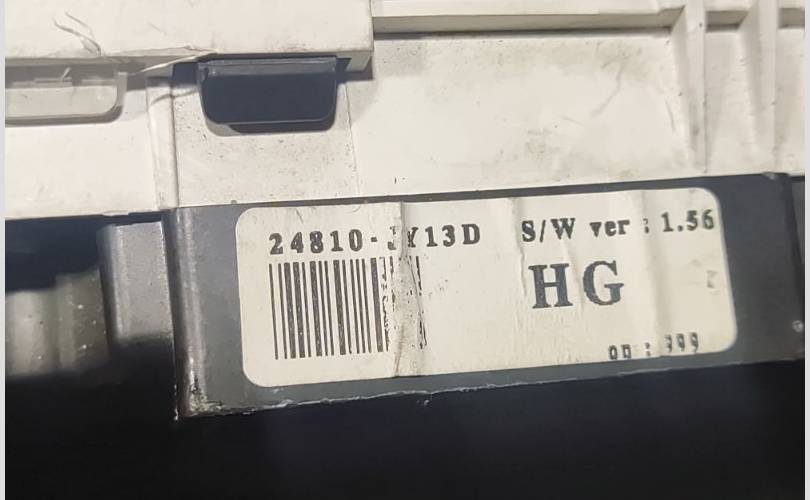 24810-JY13D S/W ver : 1.56
HG